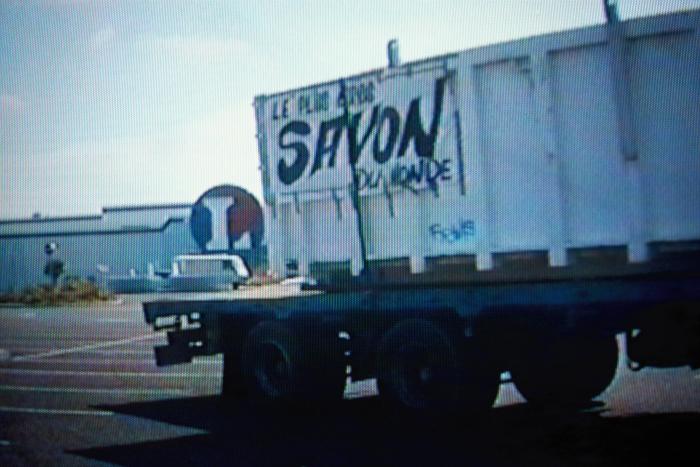 LE PLUS GROS
SAVON
DU MONDE
L